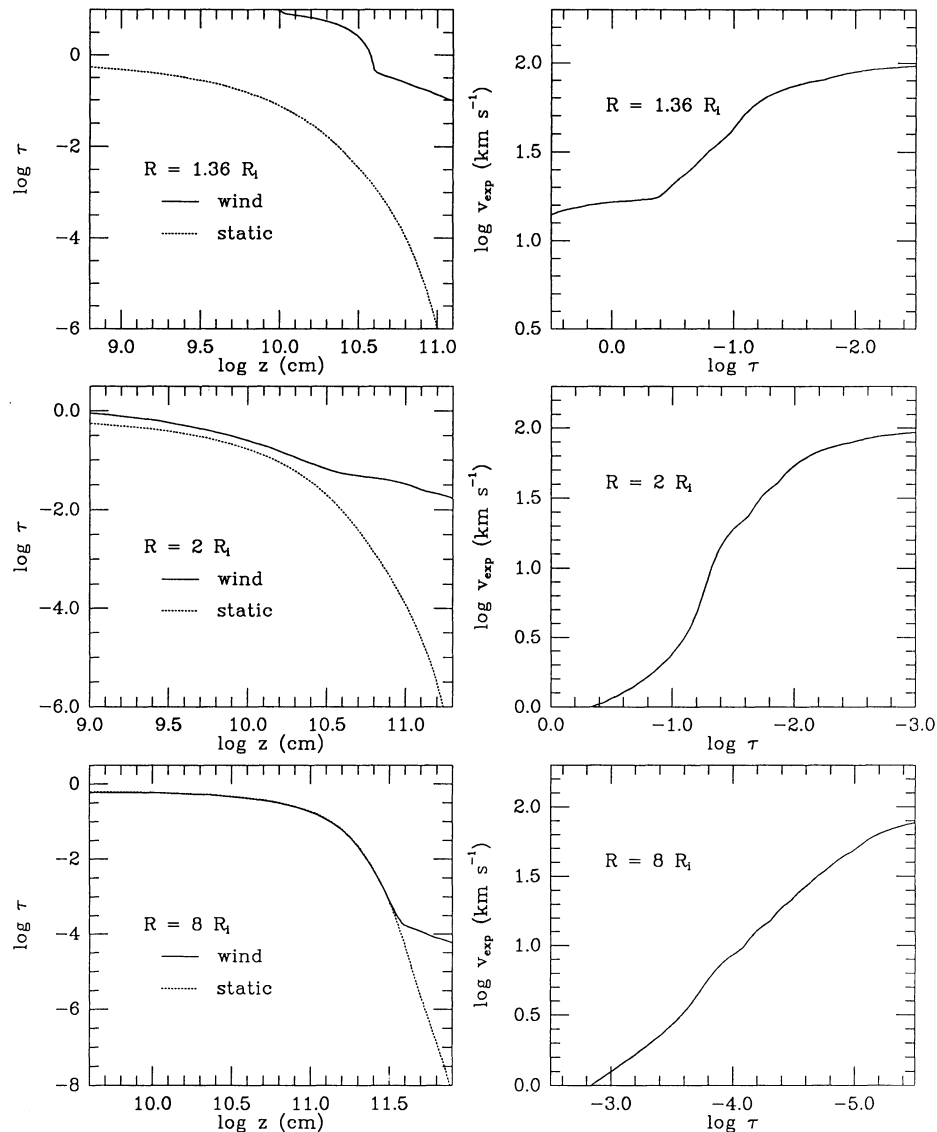 0
−2
−4
−6
log τ
R = 1.36 R_i
wind
static
9.0 9.5 10.0 10.5 11.0
log z (cm)
2.0
1.5
1.0
0.5
log v_exp (km s⁻¹)
R = 1.36 R_i
0.0 −1.0 −2.0
log τ
0.0
−2.0
−4.0
−6.0
log τ
R = 2 R_i
wind
static
9.0 9.5 10.0 10.5 11.0
log z (cm)
2.0
1.5
1.0
0.5
0.0
log v_exp (km s⁻¹)
R = 2 R_i
0.0 −1.0 −2.0 −3.0
log τ
0
−2
−4
−6
−8
log τ
R = 8 R_i
wind
static
10.0 10.5 11.0 11.5
log z (cm)
2.0
1.5
1.0
0.5
0.0
log v_exp (km s⁻¹)
R = 8 R_i
−3.0 −4.0 −5.0
log τ